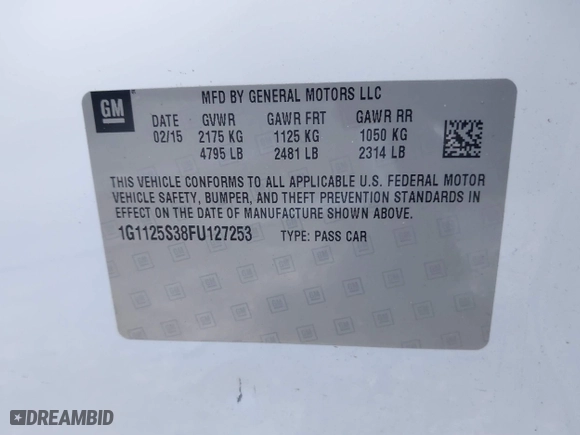 GM
MFD BY GENERAL MOTORS LLC
DATE GVWR GAWR FRT GAWR RR
02/15 2175 KG 1125 KG 1050 KG
4795 LB 2481 LB 2314 LB
THIS VEHICLE CONFORMS TO ALL APPLICABLE U.S. FEDERAL MOTOR
VEHICLE SAFETY, BUMPER, AND THEFT PREVENTION STANDARDS IN
EFFECT ON THE DATE OF MANUFACTURE SHOWN ABOVE.
1G1125S38FU127253 TYPE: PASS CAR
DREAMBID